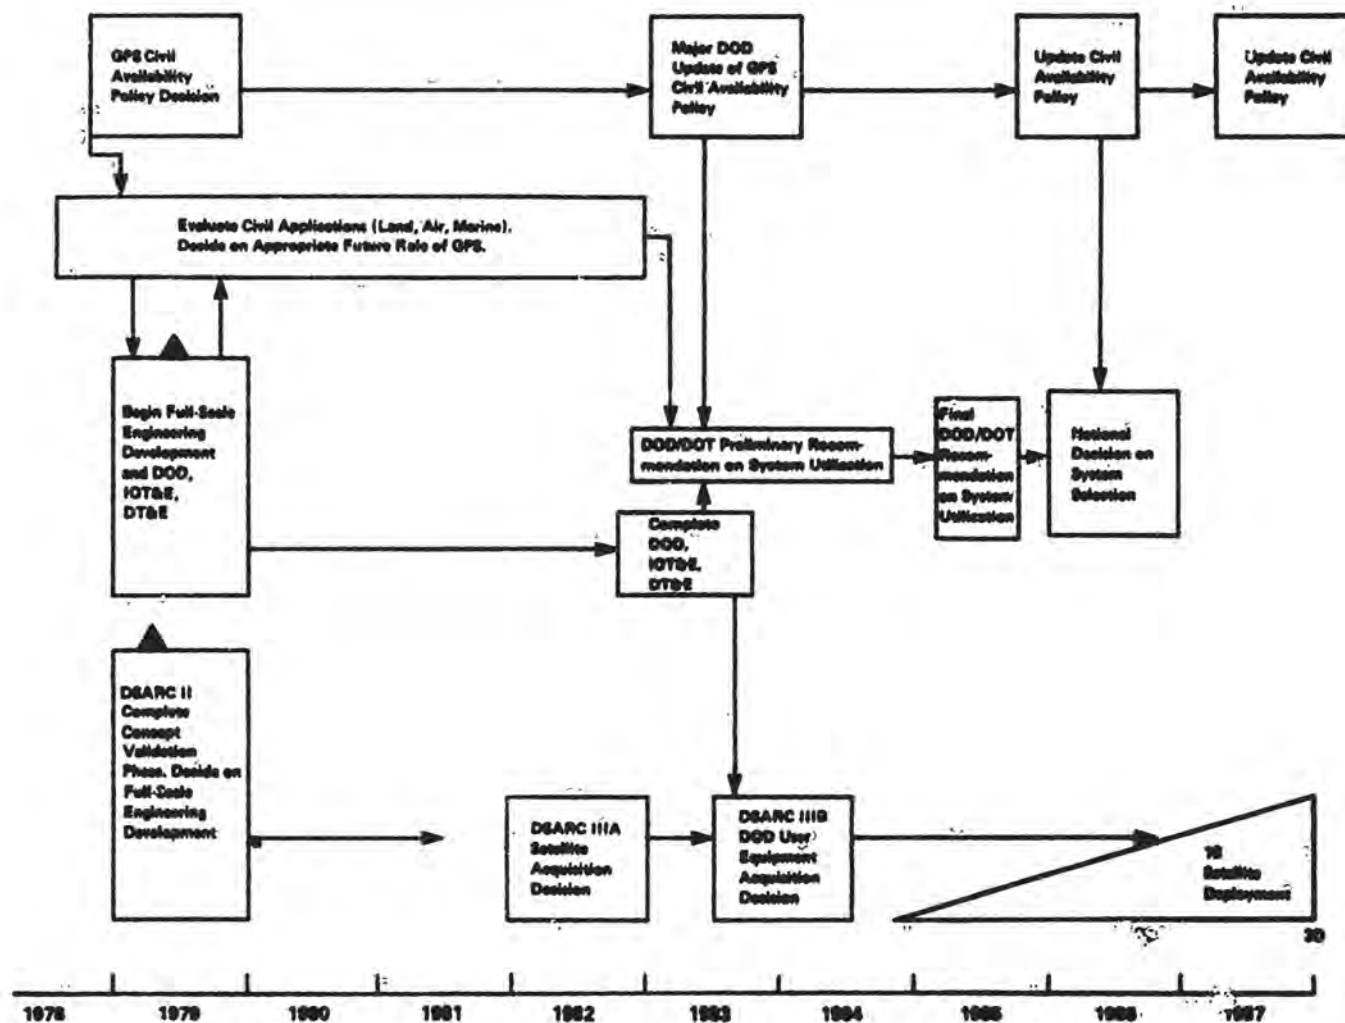 GPS Civil
Availability
Policy Decision
Major DOD
Update of GPS
Civil Availability
Policy
Update Civil
Availability
Policy
Update Civil
Availability
Policy
Evaluate Civil Applications (Land, Air, Marine).
Decide on Appropriate Future Role of GPS.
Begin Full-Scale
Engineering
Development
and DOD,
IOT&E,
DT&E
DOD/DOT Preliminary Recom-
mendation on System Utilization
Final
DOD/DOT
Recom-
mendation
on System
Utilization
National
Decision on
System
Selection
Complete
DOD,
IOT&E,
DT&E
DSARC II
Complete
Concept
Validation
Phase. Decide on
Full-Scale
Engineering
Development
DSARC IIIA
Satellite
Acquisition
Decision
DSARC IIIB
DOD User
Equipment
Acquisition
Decision
18
Satellite
Deployment
3D
1978 1979 1980 1981 1982 1983 1984 1985 1986 1987